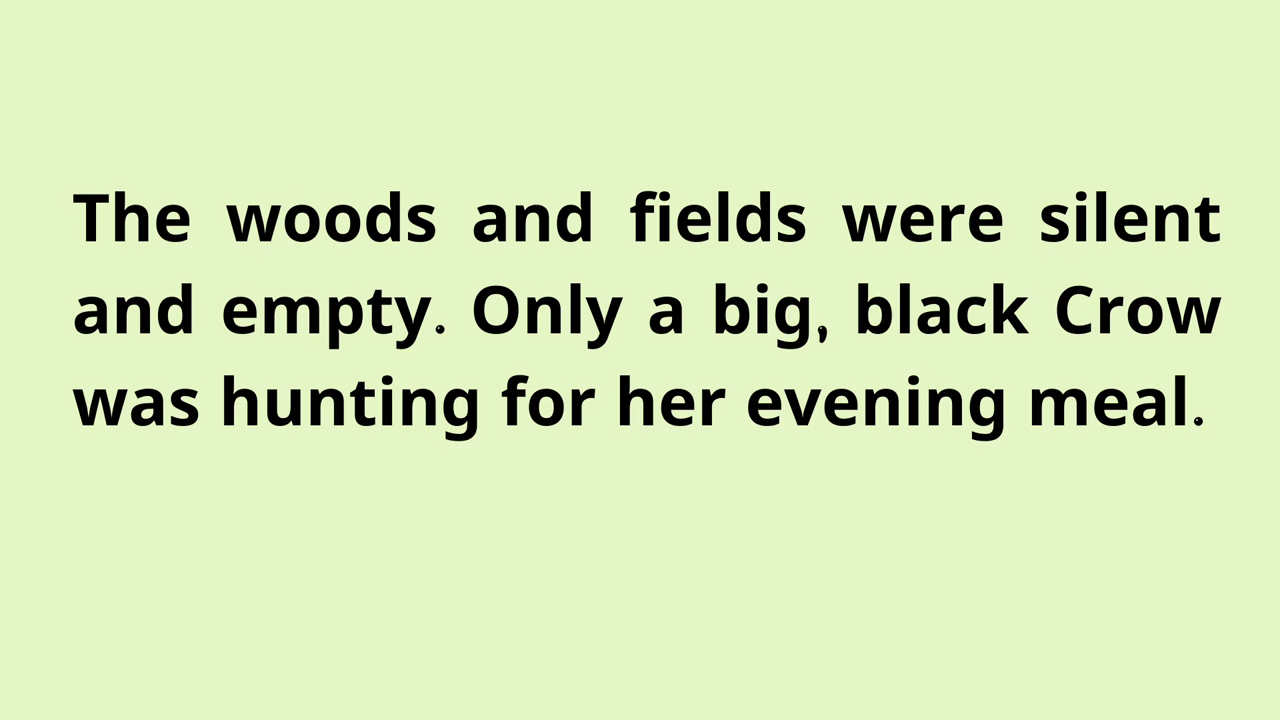 The woods and fields were silent
and empty. Only a big, black Crow
was hunting for her evening meal.